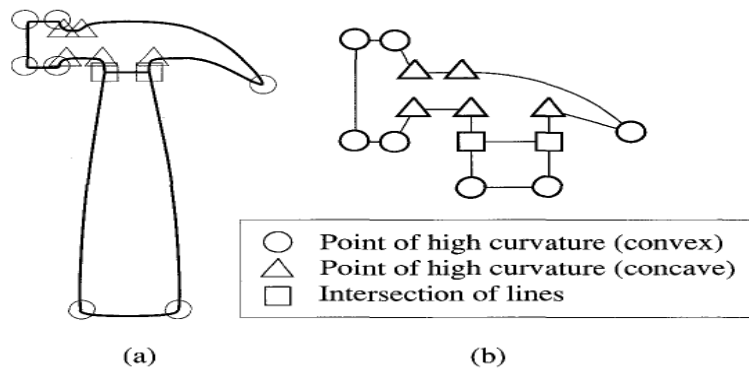 Point of high curvature (convex)
Point of high curvature (concave)
Intersection of lines
(a)
(b)